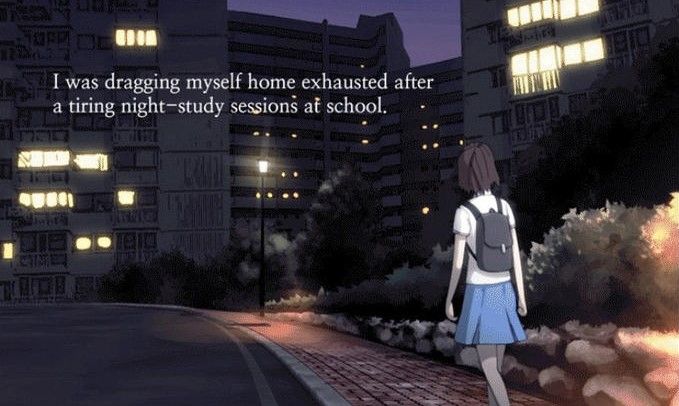 I was dragging myself home exhausted after
a tiring night-study sessions at school.